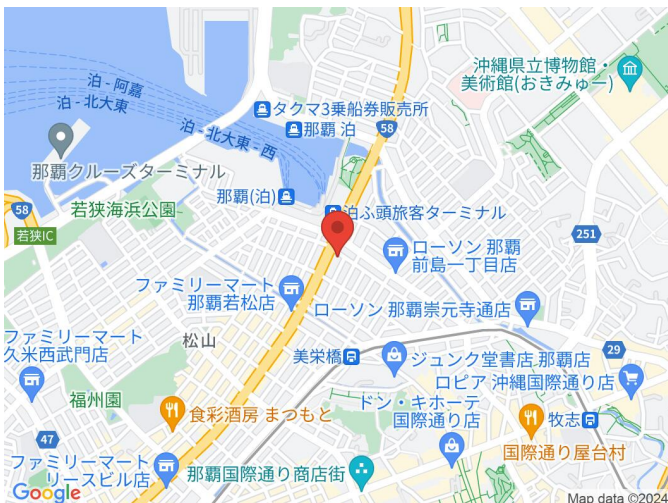 沖縄県立博物館・
美術館(おきみゅー)
泊 - 阿嘉
泊 - 北大東
タクマ3乗船券販売所
泊 - 北大東 - 西
那覇 泊
58
那覇クルーズターミナル
那覇(泊)
58
若狭海浜公園
泊ふ頭旅客ターミナル
若狭IC
251
ローソン 那覇
前島一丁目店
ファミリーマート
那覇若松店
ローソン 那覇崇元寺通店
ファミリーマート
久米西武門店
松山
美栄橋
ジュンク堂書店 那覇店
29
ロピア 沖縄国際通り店
福州園
食彩酒房 まつもと
ドン・キホーテ
国際通り店
牧志
47
国際通り屋台村
ファミリーマート
リースビル店
那覇国際通り商店街
Google
Map data ©2024